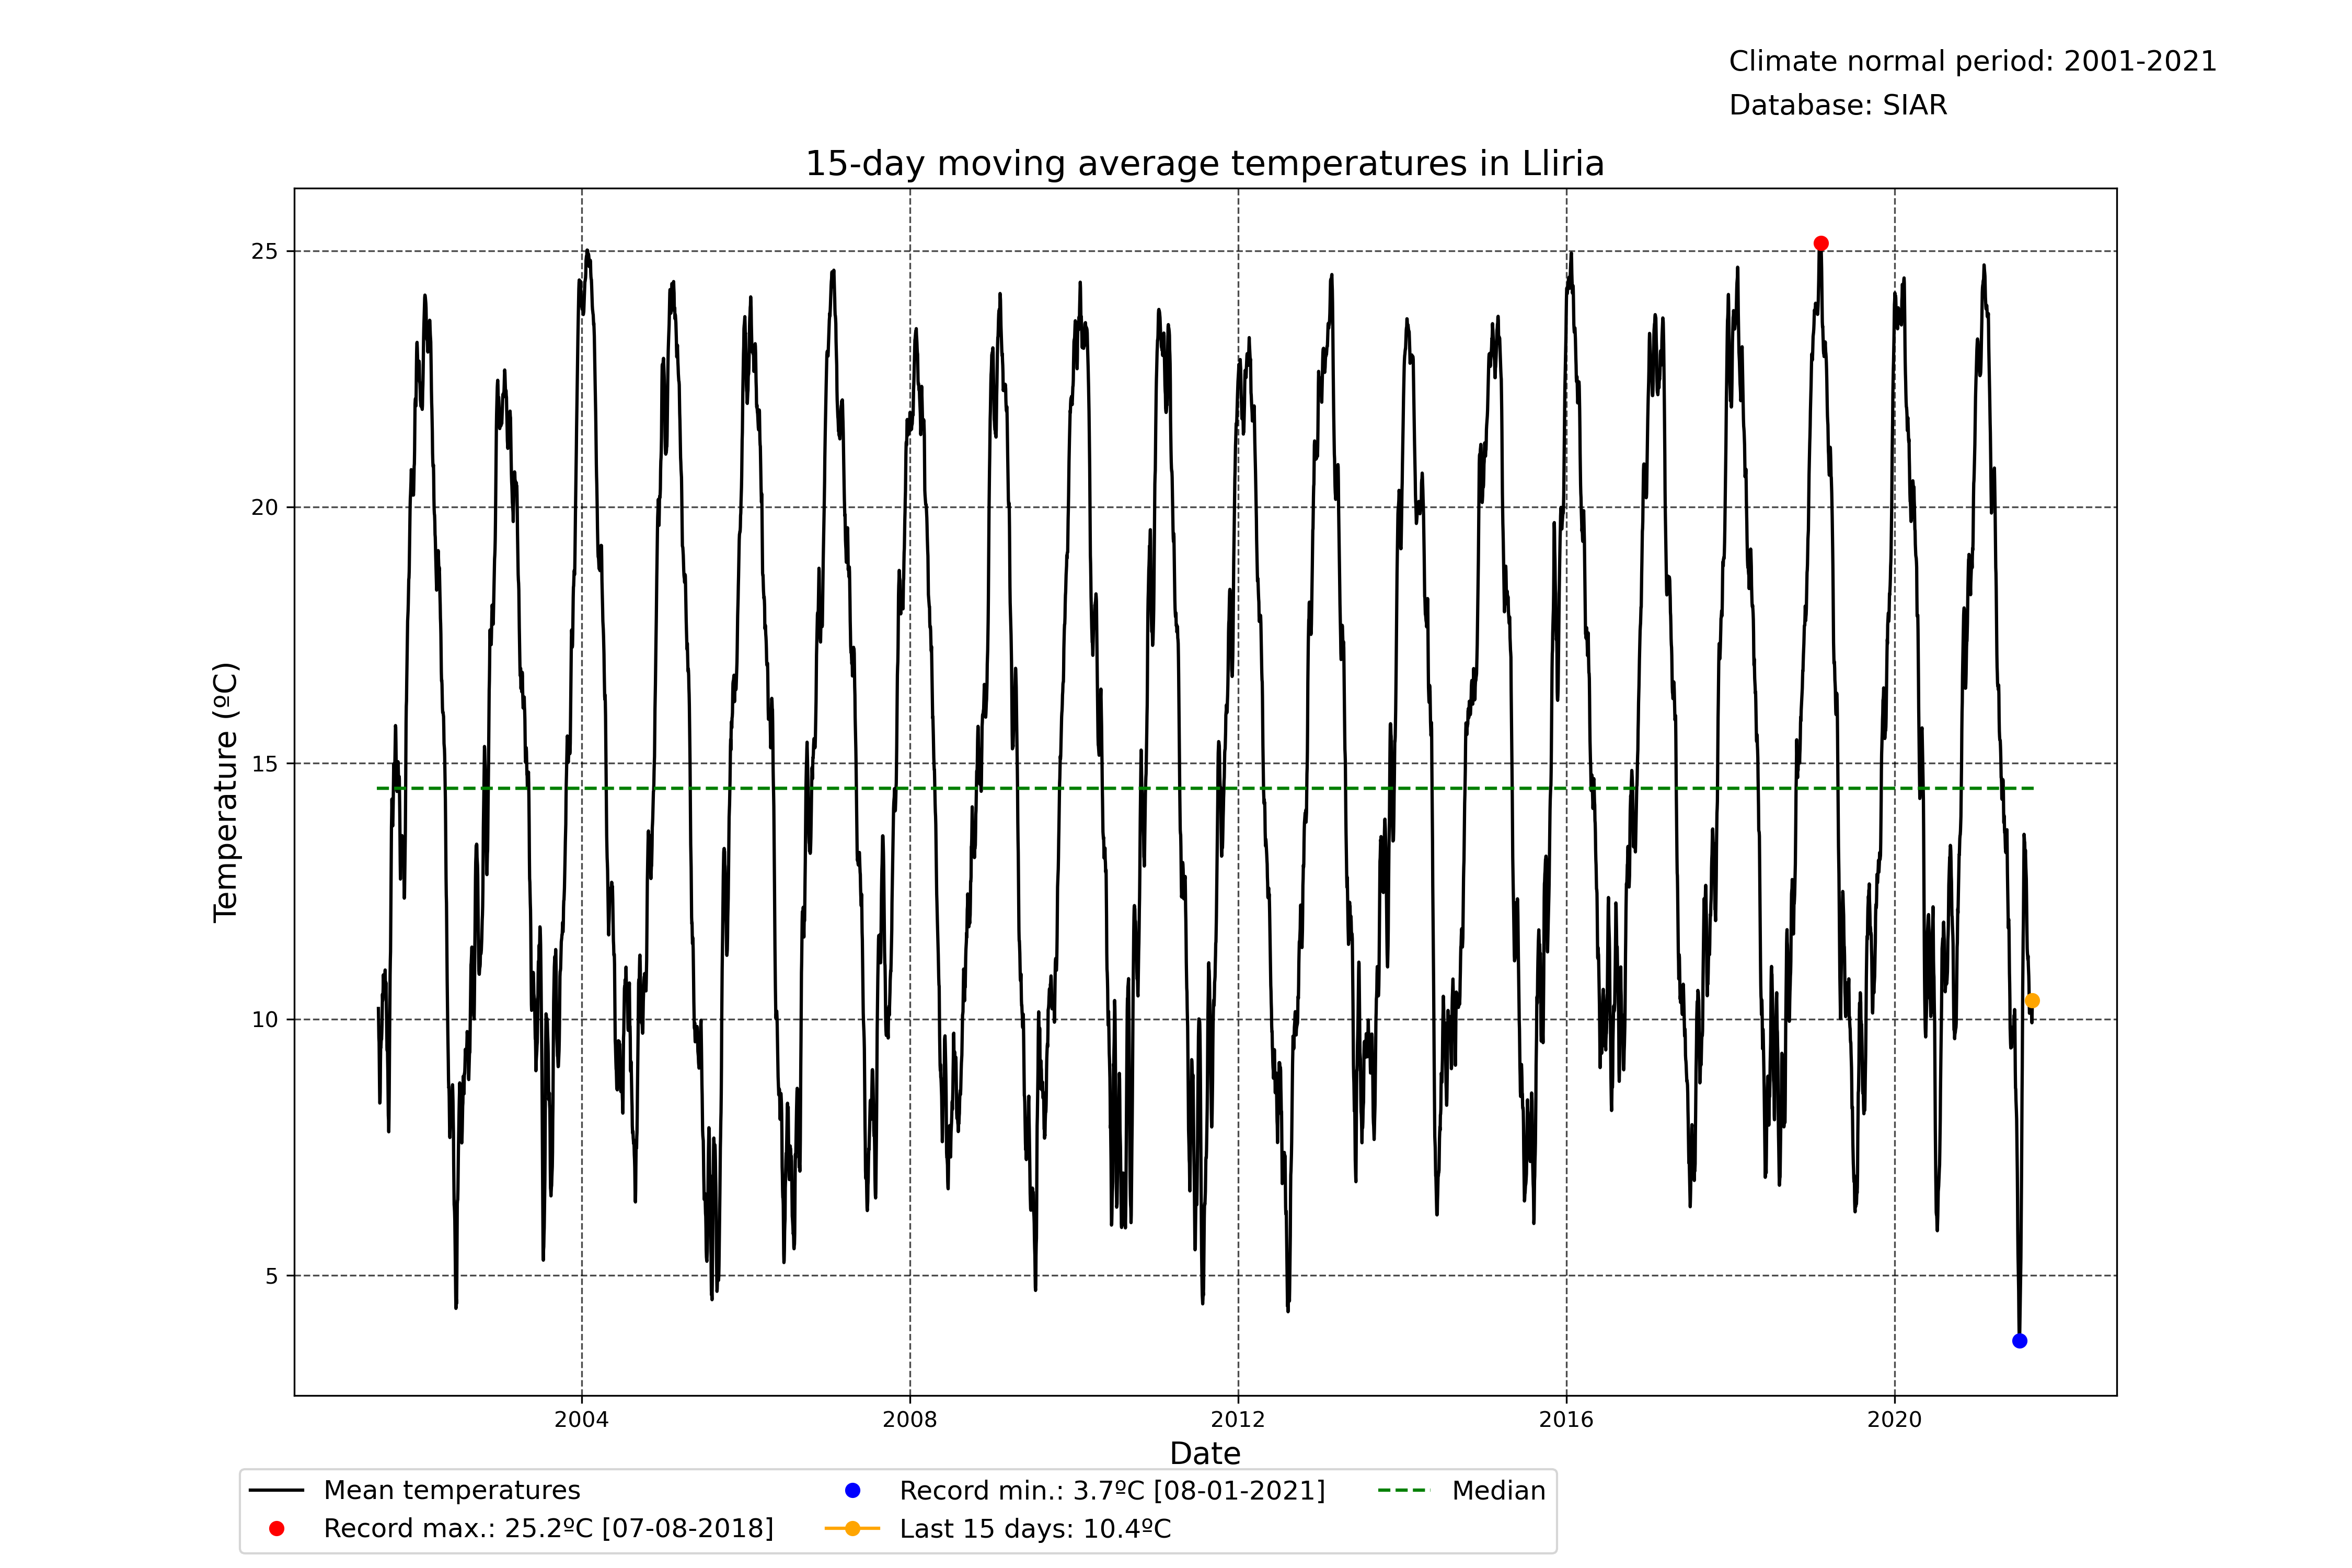 Climate normal period: 2001-2021
Database: SIAR
15-day moving average temperatures in Lliria
25
20
15
10
5
Temperature (ºC)
2004 2008 2012 2016 2020
Date
Mean temperatures
Record max.: 25.2ºC [07-08-2018]
Record min.: 3.7ºC [08-01-2021]
Last 15 days: 10.4ºC
Median